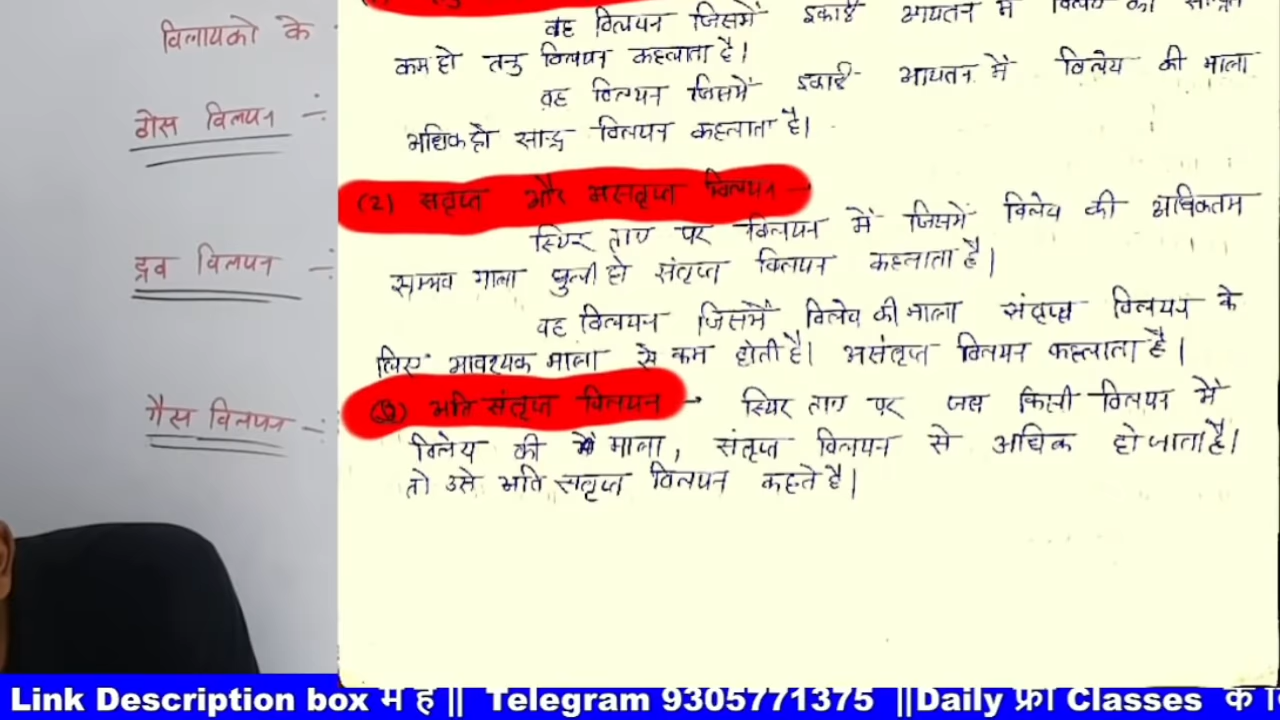 विलायको के
ठोस विलयन ÷
द्रव विलयन ÷
गैस विलयन ÷
वह विलयन जिसमें इकाई आयतन में विलेय की
कम हो तनु विलयन कहलाता है।
वह विलयन जिसमें इकाई आयतन में विलेय की माला
अधिक हो सान्द्र विलयन कहलाता है।
(2) सतृप्त और असतृप्त विलयन →
स्थिर ताप पर विलयन में जिसमें विलेय की अधिकतम
सम्भव माला घुली हो संतृप्त विलयन कहलाता है।
वह विलयन जिसमें विलेय की माला संतृप्त विलयन के
लिए आवश्यक माला से कम होती है। असंतृप्त विलयन कहलाता है।
अति संतृप्त विलयन → स्थिर ताप पर जब किसी विलयन में
विलेय की माला, संतृप्त विलयन से अधिक हो जाता है।
तो उसे अति सतृप्त विलयन कहते है।
Link Description box में है || Telegram 9305771375 ||Daily फ्री Classes के